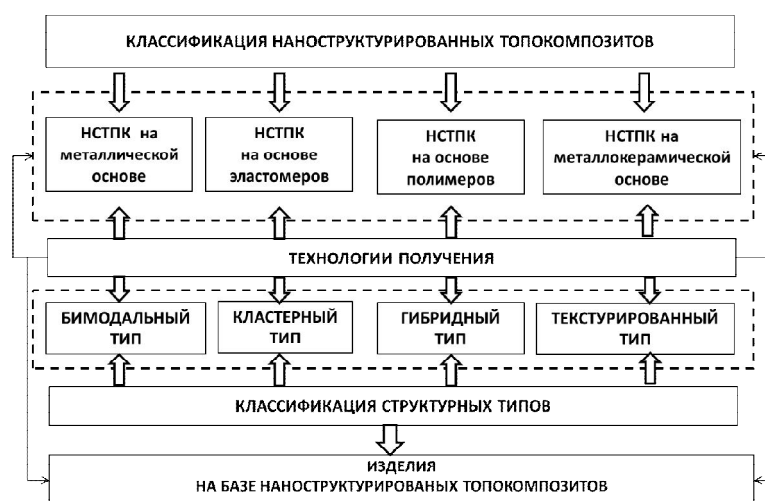 КЛАССИФИКАЦИЯ НАНОСТРУКТУРИРОВАННЫХ ТОПОКОМПОЗИТОВ
НСТПК на
металлической
основе
НСТПК
на основе
эластомеров
НСТПК
на основе
полимеров
НСТПК на
металлокерамической
основе
ТЕХНОЛОГИИ ПОЛУЧЕНИЯ
БИМОДАЛЬНЫЙ
ТИП
КЛАСТЕРНЫЙ
ТИП
ГИБРИДНЫЙ
ТИП
ТЕКСТУРИРОВАННЫЙ
ТИП
КЛАССИФИКАЦИЯ СТРУКТУРНЫХ ТИПОВ
ИЗДЕЛИЯ
НА БАЗЕ НАНОСТРУКТУРИРОВАНЫХ ТОПОКОМПОЗИТОВ